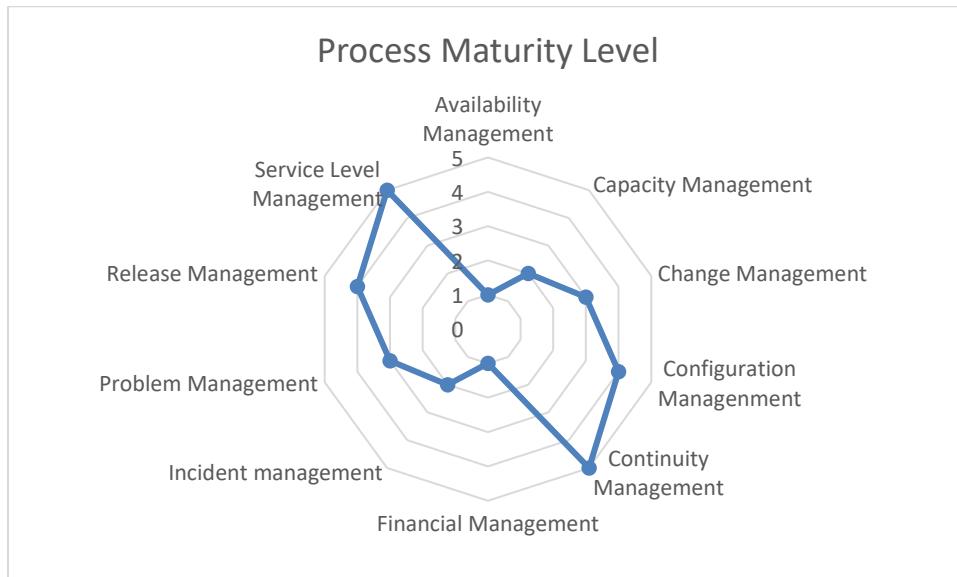 Process Maturity Level
Availability
Management
Capacity Management
Change Management
Configuration
Managenment
Continuity
Management
Financial Management
Incident management
Problem Management
Release Management
Service Level
Management
5
4
3
2
1
0